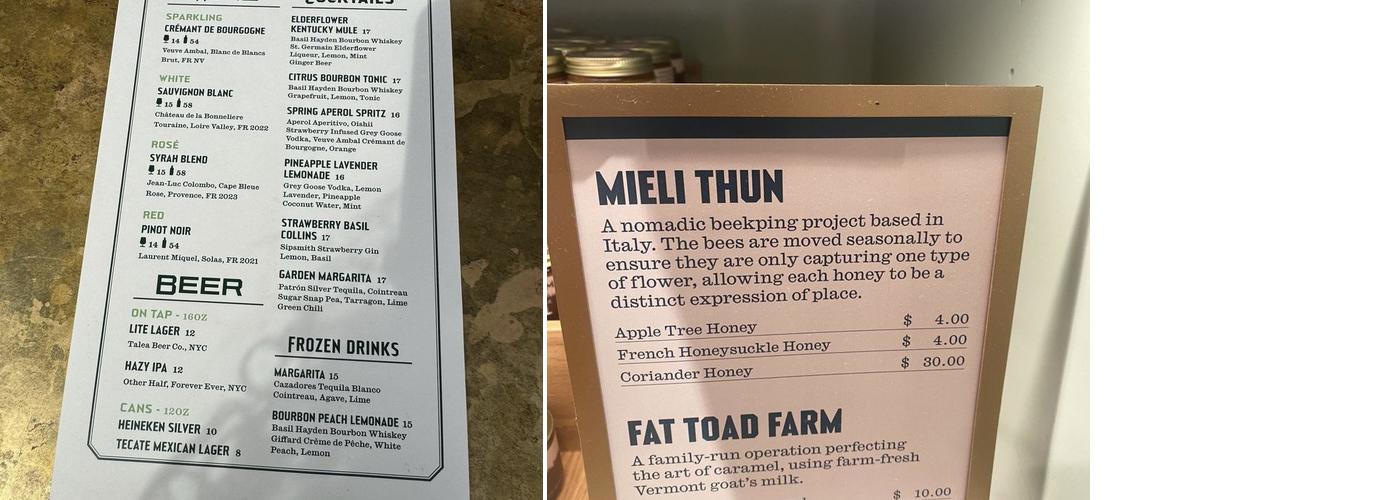 COCKTAILS
SPARKLING
CRÉMANT DE BOURGOGNE
14 54
Veuve Ambal, Blanc de Blancs
Brut, FR NV
WHITE
SAUVIGNON BLANC
15 58
Château de la Bonneliere
Touraine, Loire Valley, FR 2022
ROSÉ
SYRAH BLEND
15 58
Jean-Luc Colombo, Cape Bleue
Rose, Provence, FR 2023
RED
PINOT NOIR
14 54
Laurent Miquel, Solas, FR 2021
BEER
ON TAP - 16OZ
LITE LAGER 12
Talea Beer Co., NYC
HAZY IPA 12
Other Half, Forever Ever, NYC
CANS - 12OZ
HEINEKEN SILVER 10
TECATE MEXICAN LAGER 8
ELDERFLOWER
KENTUCKY MULE 17
Basil Hayden Bourbon Whiskey
St. Germain Elderflower
Liqueur, Lemon, Mint
Ginger Beer
CITRUS BOURBON TONIC 17
Basil Hayden Bourbon Whiskey
Grapefruit, Lemon, Tonic
SPRING APEROL SPRITZ 16
Aperol Aperitivo, Oishii
Strawberry Infused Grey Goose
Vodka, Veuve Ambal Crémant de
Bourgogne, Orange
PINEAPPLE LAVENDER
LEMONADE 16
Grey Goose Vodka, Lemon
Lavender, Pineapple
Coconut Water, Mint
STRAWBERRY BASIL
COLLINS 17
Sipsmith Strawberry Gin
Lemon, Basil
GARDEN MARGARITA 17
Patrón Silver Tequila, Cointreau
Sugar Snap Pea, Tarragon, Lime
Green Chili
FROZEN DRINKS
MARGARITA 15
Cazadores Tequila Blanco
Cointreau, Agave, Lime
BOURBON PEACH LEMONADE 15
Basil Hayden Bourbon Whiskey
Giffard Crème de Pêche, White
Peach, Lemon
MIELI THUN
A nomadic beekping project based in
Italy. The bees are moved seasonally to
ensure they are only capturing one type
of flower, allowing each honey to be a
distinct expression of place.
Apple Tree Honey $ 4.00
French Honeysuckle Honey $ 4.00
Coriander Honey $ 30.00
FAT TOAD FARM
A family-run operation perfecting
the art of caramel, using farm-fresh
Vermont goat's milk.
$ 10.00